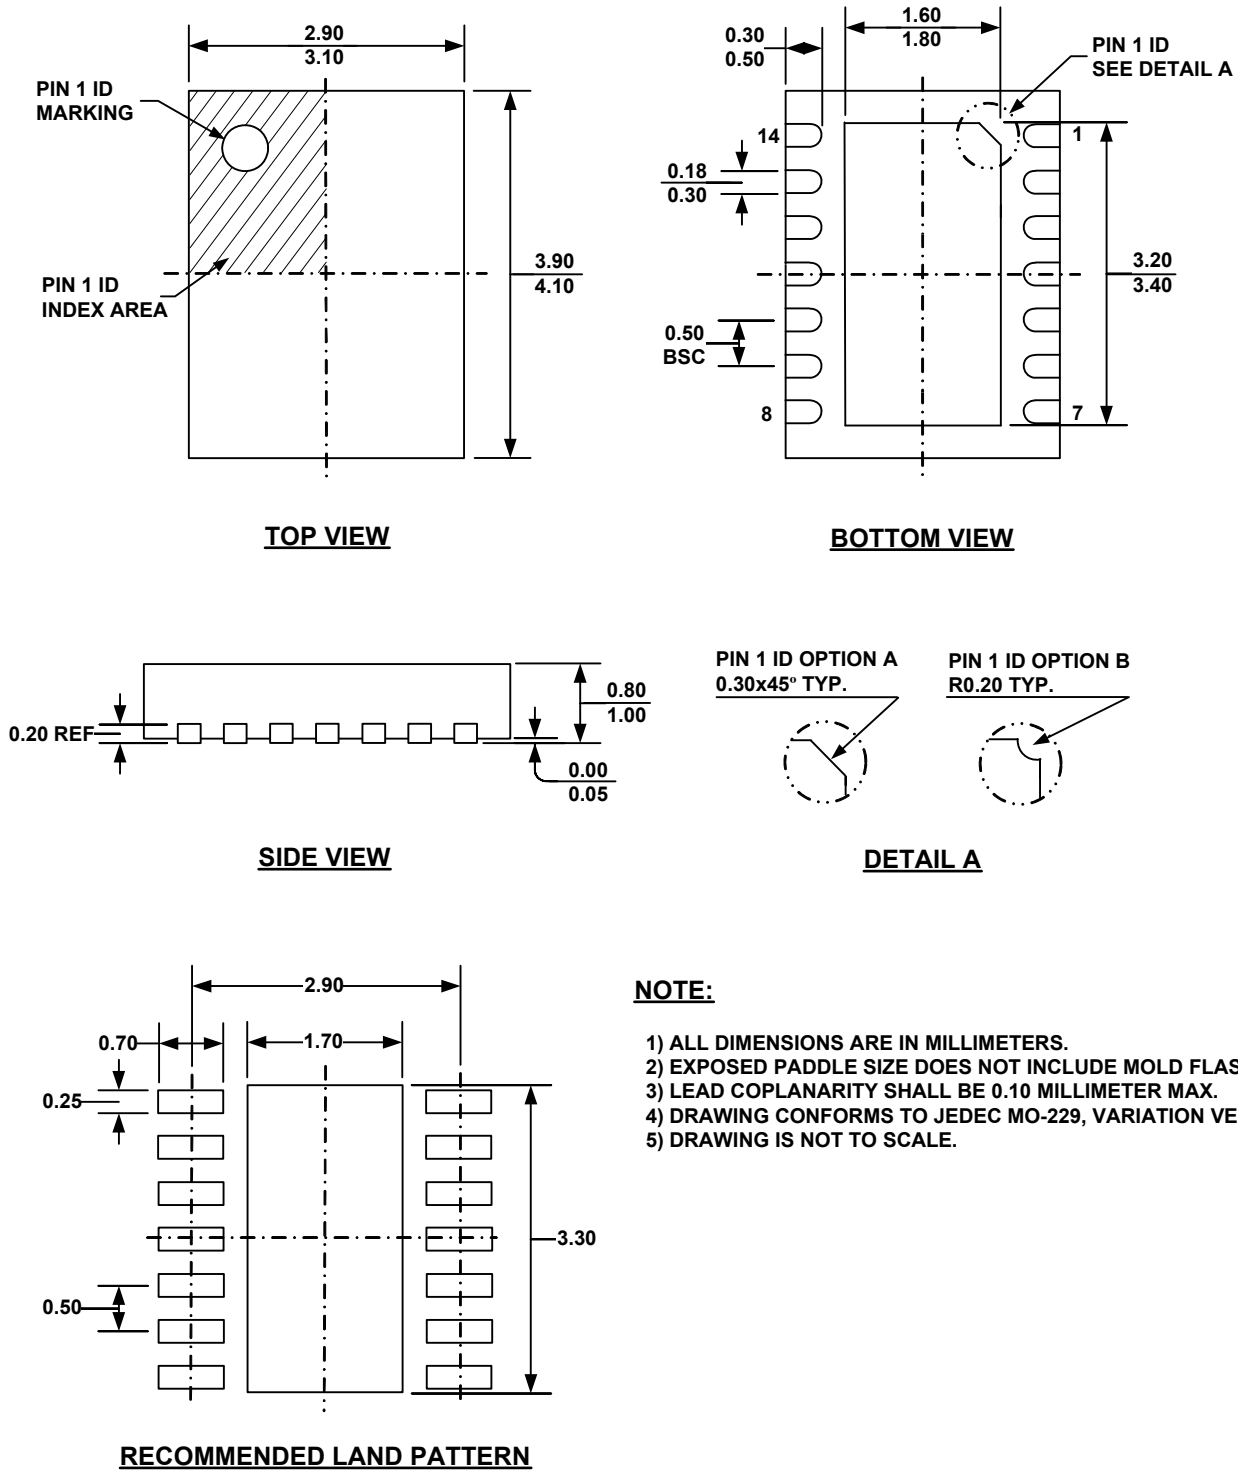 2.90
3.10
PIN 1 ID
MARKING
PIN 1 ID
INDEX AREA
3.90
4.10
TOP VIEW
0.30
0.50
1.60
1.80
PIN 1 ID
SEE DETAIL A
14
1
0.18
0.30
0.50
BSC
3.20
3.40
8
7
BOTTOM VIEW
0.20 REF
0.80
1.00
0.00
0.05
SIDE VIEW
PIN 1 ID OPTION A
0.30x45º TYP.
PIN 1 ID OPTION B
R0.20 TYP.
DETAIL A
2.90
0.70
1.70
0.25
0.50
3.30
RECOMMENDED LAND PATTERN
NOTE:
1) ALL DIMENSIONS ARE IN MILLIMETERS.
2) EXPOSED PADDLE SIZE DOES NOT INCLUDE MOLD FLAS
3) LEAD COPLANARITY SHALL BE 0.10 MILLIMETER MAX.
4) DRAWING CONFORMS TO JEDEC MO-229, VARIATION VE
5) DRAWING IS NOT TO SCALE.